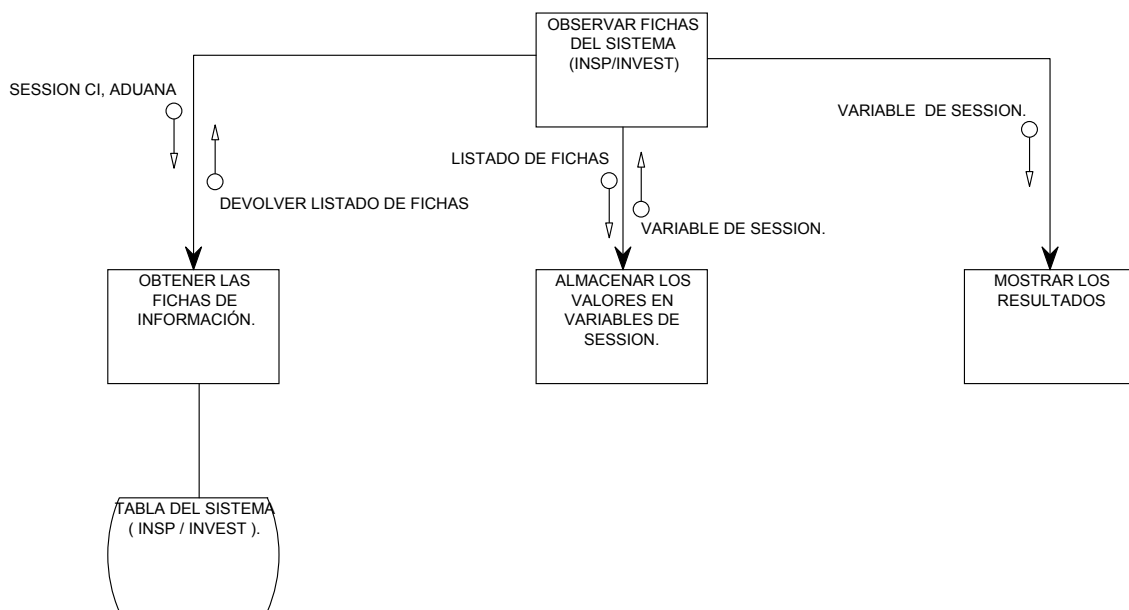 OBSERVAR FICHAS
DEL SISTEMA
(INSP/INVEST)
SESSION CI, ADUANA
DEVOLVER LISTADO DE FICHAS
LISTADO DE FICHAS
VARIABLE DE SESSION.
VARIABLE DE SESSION.
OBTENER LAS
FICHAS DE
INFORMACIÓN.
ALMACENAR LOS
VALORES EN
VARIABLES DE
SESSION.
MOSTRAR LOS
RESULTADOS
TABLA DEL SISTEMA
( INSP / INVEST ).